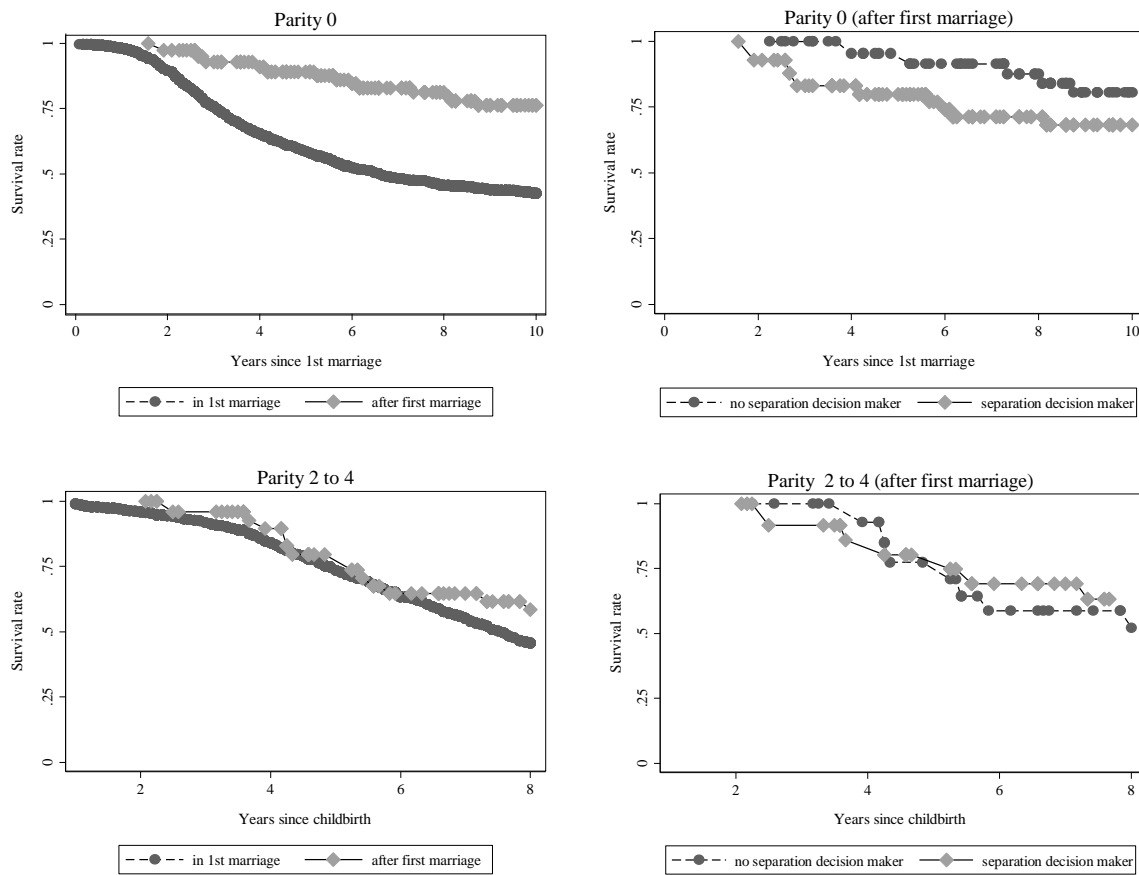 Parity 0
1
.75
.5
.25
0
Survival rate
0 2 4 6 8 10
Years since 1st marriage
in 1st marriage after first marriage
Parity 0 (after first marriage)
1
.75
.5
.25
0
Survival rate
0 2 4 6 8 10
Years since 1st marriage
no separation decision maker separation decision maker
Parity 2 to 4
1
.75
.5
.25
0
Survival rate
2 4 6 8
Years since childbirth
in 1st marriage after first marriage
Parity 2 to 4 (after first marriage)
1
.75
.5
.25
0
Survival rate
2 4 6 8
Years since childbirth
no separation decision maker separation decision maker